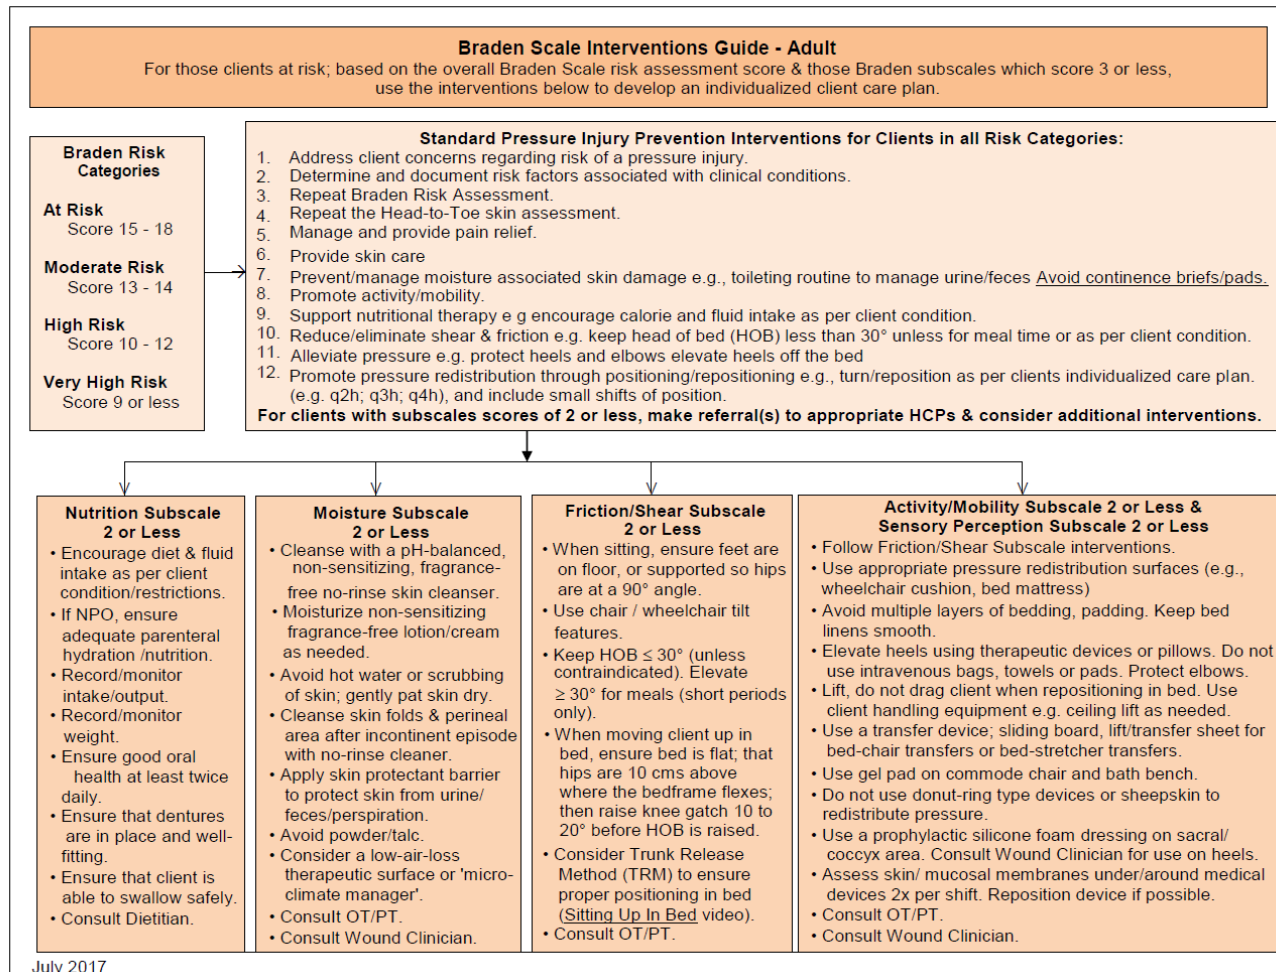 Braden Scale Interventions Guide - Adult
For those clients at risk; based on the overall Braden Scale risk assessment score & those Braden subscales which score 3 or less,
use the interventions below to develop an individualized client care plan.
Braden Risk
Categories
At Risk
Score 15 - 18
Moderate Risk
Score 13 - 14
High Risk
Score 10 - 12
Very High Risk
Score 9 or less
Standard Pressure Injury Prevention Interventions for Clients in all Risk Categories:
1. Address client concerns regarding risk of a pressure injury.
2. Determine and document risk factors associated with clinical conditions.
3. Repeat Braden Risk Assessment.
4. Repeat the Head-to-Toe skin assessment.
5. Manage and provide pain relief.
6. Provide skin care
7. Prevent/manage moisture associated skin damage e.g., toileting routine to manage urine/feces Avoid continence briefs/pads.
8. Promote activity/mobility.
9. Support nutritional therapy e g encourage calorie and fluid intake as per client condition.
10. Reduce/eliminate shear & friction e.g. keep head of bed (HOB) less than 30° unless for meal time or as per client condition.
11. Alleviate pressure e.g. protect heels and elbows elevate heels off the bed
12. Promote pressure redistribution through positioning/repositioning e.g., turn/reposition as per clients individualized care plan.
(e.g. q2h; q3h; q4h), and include small shifts of position.
For clients with subscales scores of 2 or less, make referral(s) to appropriate HCPs & consider additional interventions.
Nutrition Subscale
2 or Less
• Encourage diet & fluid
intake as per client
condition/restrictions.
• If NPO, ensure
adequate parenteral
hydration /nutrition.
• Record/monitor
intake/output.
• Record/monitor
weight.
• Ensure good oral
health at least twice
daily.
• Ensure that dentures
are in place and well-
fitting.
• Ensure that client is
able to swallow safely.
• Consult Dietitian.
Moisture Subscale
2 or Less
• Cleanse with a pH-balanced,
non-sensitizing, fragrance-
free no-rinse skin cleanser.
• Moisturize non-sensitizing
fragrance-free lotion/cream
as needed.
• Avoid hot water or scrubbing
of skin; gently pat skin dry.
• Cleanse skin folds & perineal
area after incontinent episode
with no-rinse cleaner.
• Apply skin protectant barrier
to protect skin from urine/
feces/perspiration.
• Avoid powder/talc.
• Consider a low-air-loss
therapeutic surface or 'micro-
climate manager'.
• Consult OT/PT.
• Consult Wound Clinician.
Friction/Shear Subscale
2 or Less
• When sitting, ensure feet are
on floor, or supported so hips
are at a 90° angle.
• Use chair / wheelchair tilt
features.
• Keep HOB ≤ 30° (unless
contraindicated). Elevate
≥ 30° for meals (short periods
only).
• When moving client up in
bed, ensure bed is flat; that
hips are 10 cms above
where the bedframe flexes;
then raise knee gatch 10 to
20° before HOB is raised.
• Consider Trunk Release
Method (TRM) to ensure
proper positioning in bed
(Sitting Up In Bed video).
• Consult OT/PT.
Activity/Mobility Subscale 2 or Less &
Sensory Perception Subscale 2 or Less
• Follow Friction/Shear Subscale interventions.
• Use appropriate pressure redistribution surfaces (e.g.,
wheelchair cushion, bed mattress)
• Avoid multiple layers of bedding, padding. Keep bed
linens smooth.
• Elevate heels using therapeutic devices or pillows. Do not
use intravenous bags, towels or pads. Protect elbows.
• Lift, do not drag client when repositioning in bed. Use
client handling equipment e.g. ceiling lift as needed.
• Use a transfer device; sliding board, lift/transfer sheet for
bed-chair transfers or bed-stretcher transfers.
• Use gel pad on commode chair and bath bench.
• Do not use donut-ring type devices or sheepskin to
redistribute pressure.
• Use a prophylactic silicone foam dressing on sacral/
coccyx area. Consult Wound Clinician for use on heels.
• Assess skin/ mucosal membranes under/around medical
devices 2x per shift. Reposition device if possible.
• Consult OT/PT.
• Consult Wound Clinician.
July 2017